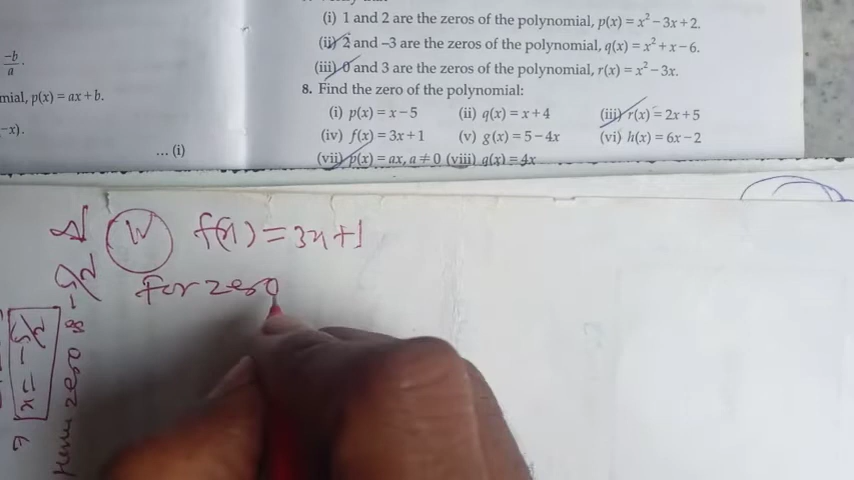 -b/a .
mial, p(x) = ax + b.
-x).
... (i)
(i) 1 and 2 are the zeros of the polynomial, p(x) = x² – 3x + 2.
(ii) 2 and –3 are the zeros of the polynomial, q(x) = x² + x – 6.
(iii) 0 and 3 are the zeros of the polynomial, r(x) = x² – 3x.
8. Find the zero of the polynomial:
(i) p(x) = x – 5 (ii) q(x) = x + 4 (iii) r(x) = 2x + 5
(iv) f(x) = 3x + 1 (v) g(x) = 5 – 4x (vi) h(x) = 6x – 2
(vii) p(x) = ax, a ≠ 0 (viii) q(x) = 4x
iv f(x) = 3x + 1
for zero
x = -5/2
zero is -5/2